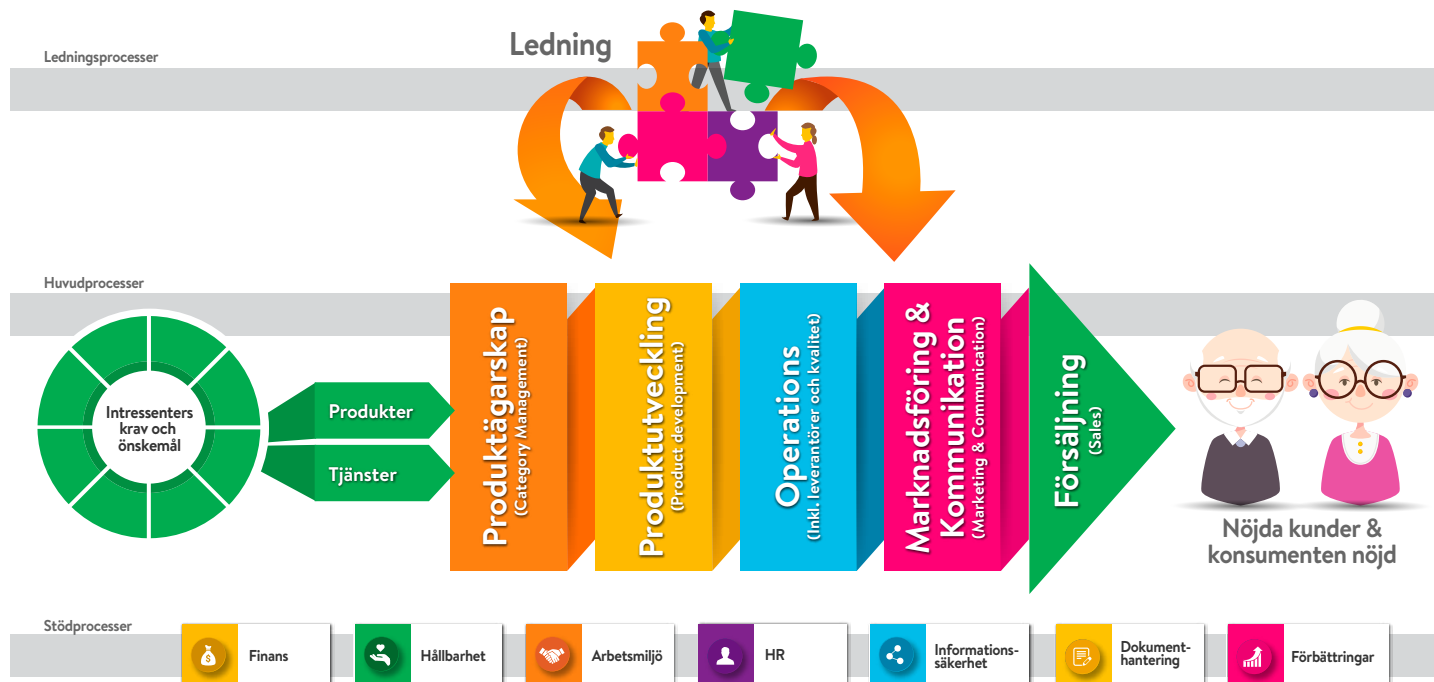 Ledningsprocesser
Ledning
Huvudprocesser
Intressenters
krav och
önskemål
Produkter
Tjänster
Produktägarskap
(Category Management)
Produktutveckling
(Product development)
Operations
(Inkl. leverantörer och kvalitet)
Marknadsföring &
Kommunikation
(Marketing & Communication)
Försäljning
(Sales)
Nöjda kunder &
konsumenten nöjd
Stödprocesser
$
Finans
Hållbarhet
Arbetsmiljö
HR
Informations-
säkerhet
Dokument-
hantering
Förbättringar